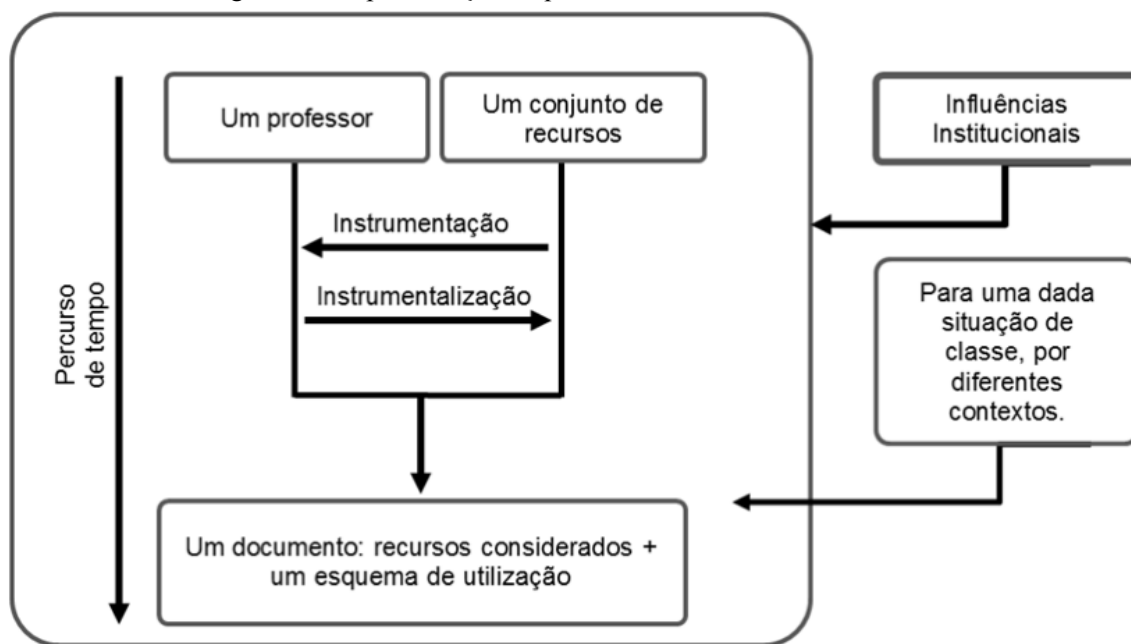 Um professor
Um conjunto de
recursos
Influências
Institucionais
Instrumentação
Instrumentalização
Percurso
de tempo
Para uma dada
situação de
classe, por
diferentes
contextos.
Um documento: recursos considerados +
um esquema de utilização